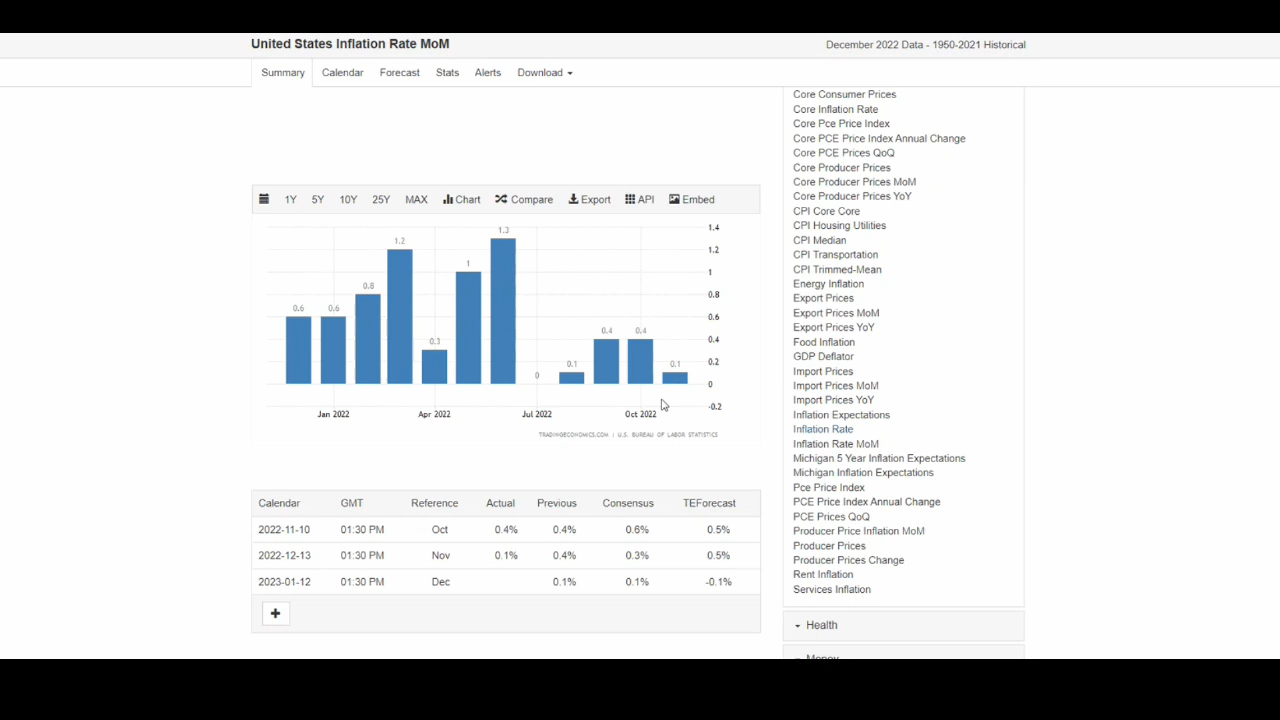 United States Inflation Rate MoM
December 2022 Data - 1950-2021 Historical
Summary Calendar Forecast Stats Alerts Download
1Y 5Y 10Y 25Y MAX Chart Compare Export API Embed
1.4
1.2
1
0.8
0.6
0.4
0.2
0
-0.2
0.6 0.6 0.8 1.2 0.3 1 1.3 0 0.1 0.4 0.4 0.1
Jan 2022 Apr 2022 Jul 2022 Oct 2022
TRADINGECONOMICS.COM | U.S. BUREAU OF LABOR STATISTICS
Calendar GMT Reference Actual Previous Consensus TEForecast
2022-11-10 01:30 PM Oct 0.4% 0.4% 0.6% 0.5%
2022-12-13 01:30 PM Nov 0.1% 0.4% 0.3% 0.5%
2023-01-12 01:30 PM Dec 0.1% 0.1% -0.1%
Core Consumer Prices
Core Inflation Rate
Core Pce Price Index
Core PCE Price Index Annual Change
Core PCE Prices QoQ
Core Producer Prices
Core Producer Prices MoM
Core Producer Prices YoY
CPI Core Core
CPI Housing Utilities
CPI Median
CPI Transportation
CPI Trimmed-Mean
Energy Inflation
Export Prices
Export Prices MoM
Export Prices YoY
Food Inflation
GDP Deflator
Import Prices
Import Prices MoM
Import Prices YoY
Inflation Expectations
Inflation Rate
Inflation Rate MoM
Michigan 5 Year Inflation Expectations
Michigan Inflation Expectations
Pce Price Index
PCE Price Index Annual Change
PCE Prices QoQ
Producer Price Inflation MoM
Producer Prices
Producer Prices Change
Rent Inflation
Services Inflation
Health
Money